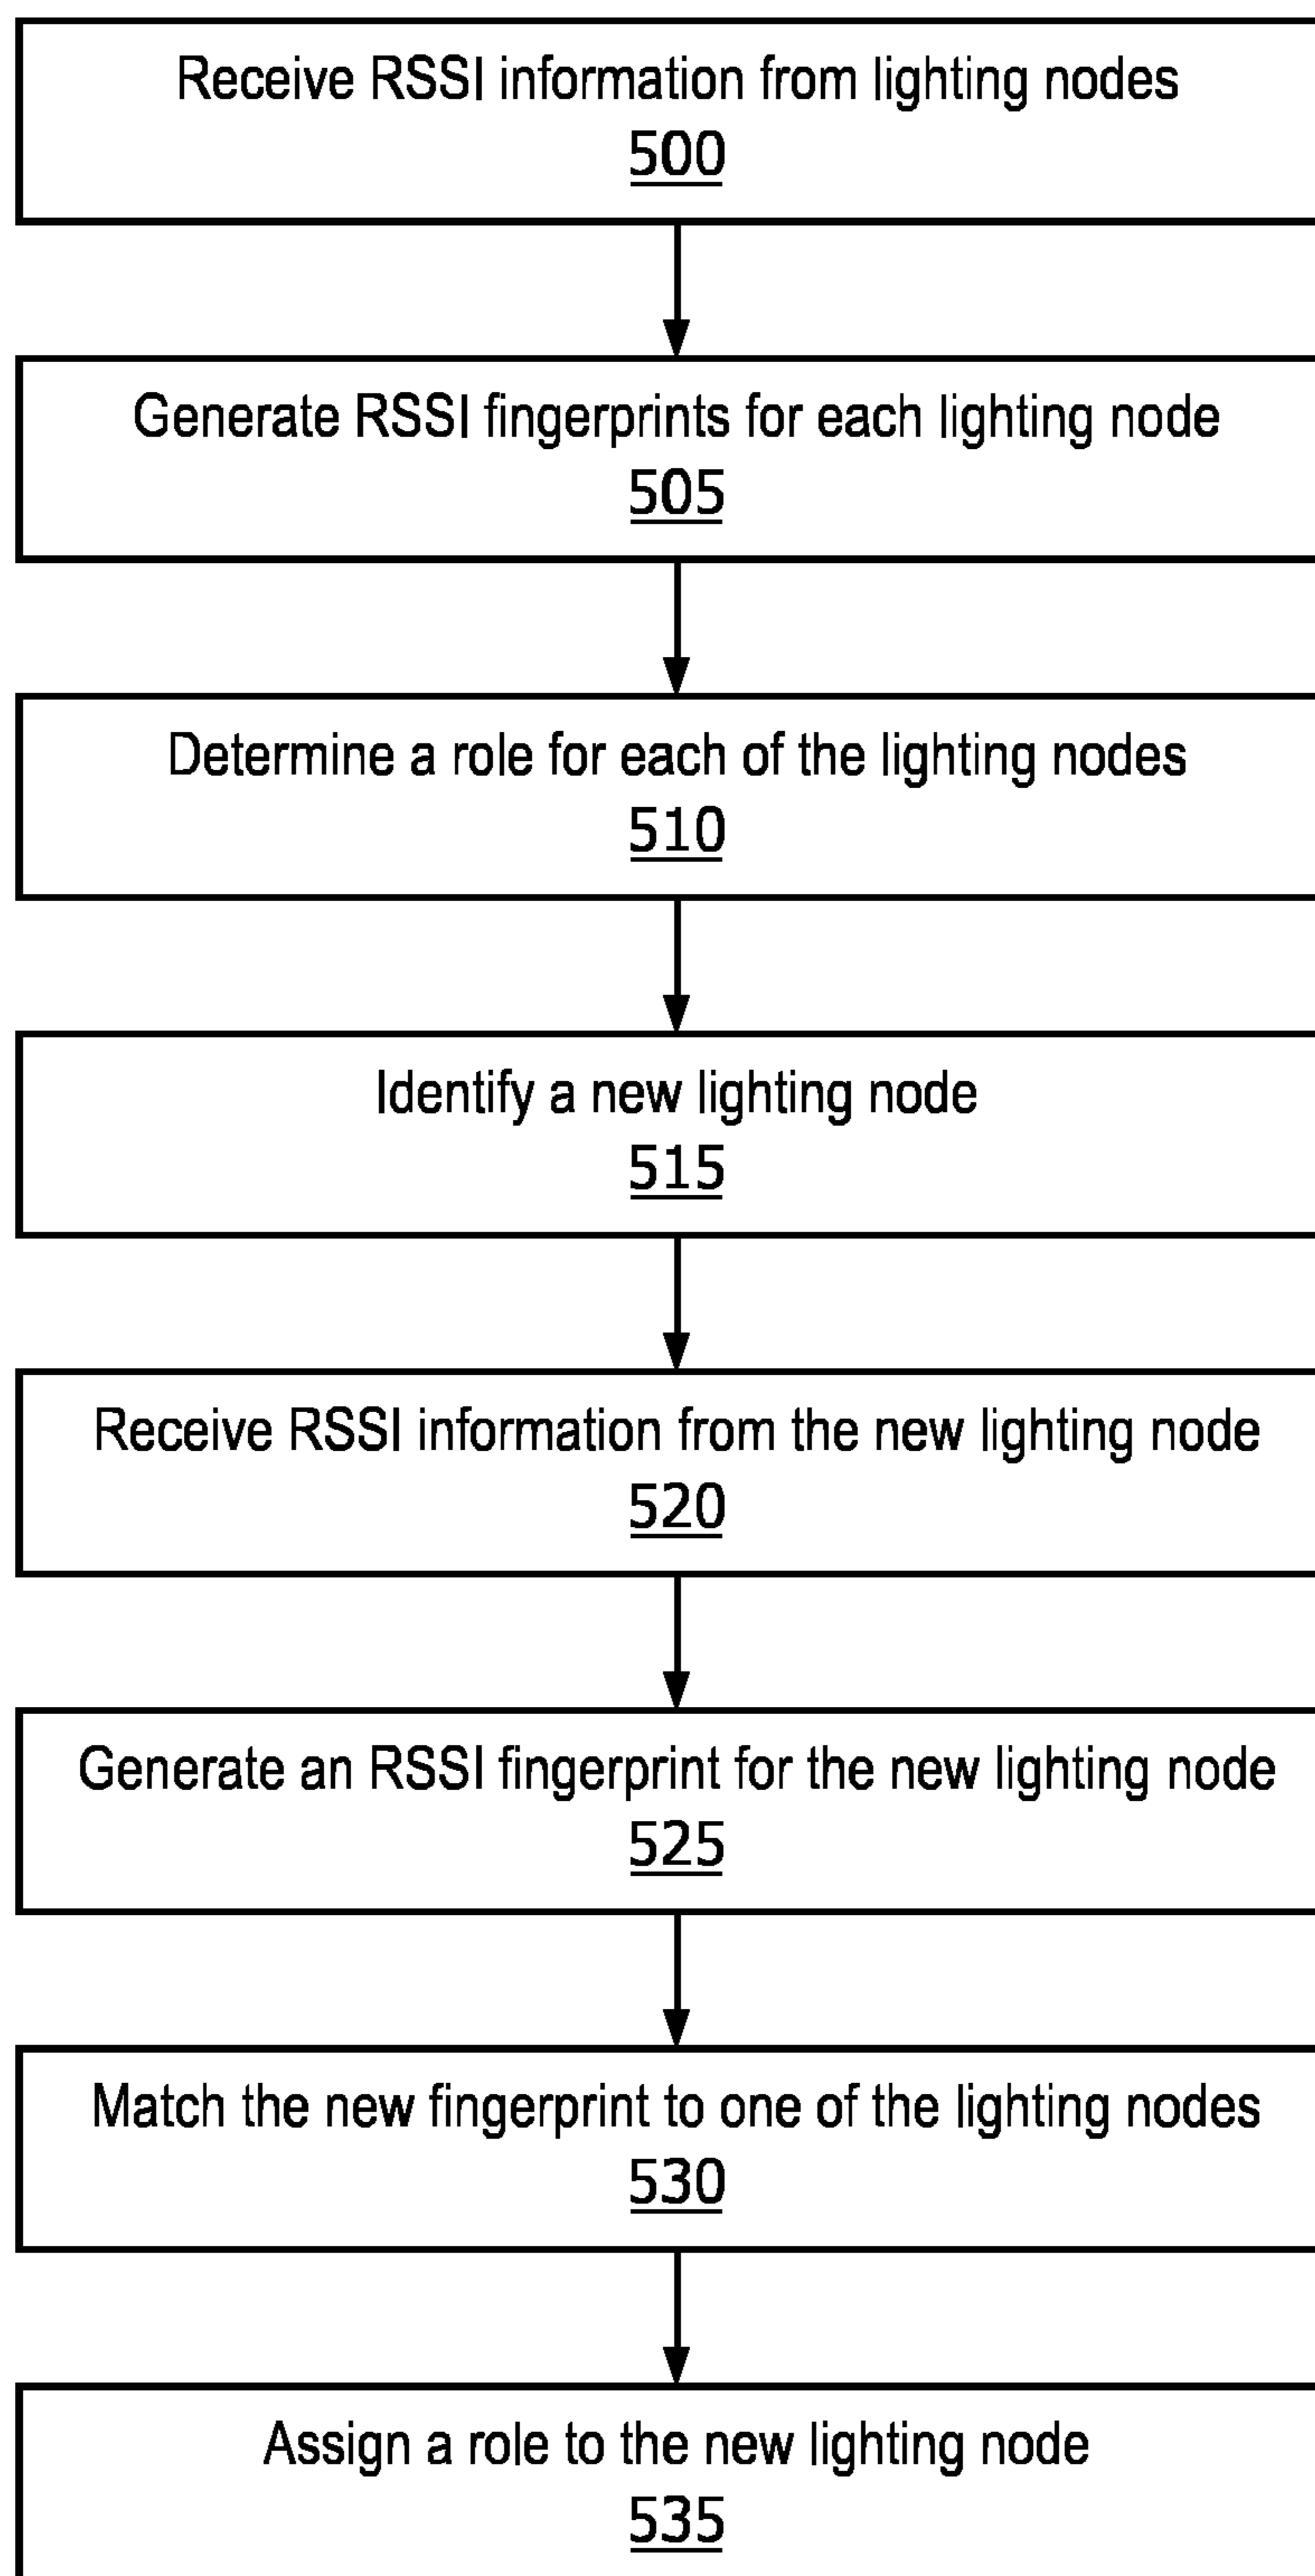 Receive RSSI information from lighting nodes
500
Generate RSSI fingerprints for each lighting node
505
Determine a role for each of the lighting nodes
510
Identify a new lighting node
515
Receive RSSI information from the new lighting node
520
Generate an RSSI fingerprint for the new lighting node
525
Match the new fingerprint to one of the lighting nodes
530
Assign a role to the new lighting node
535